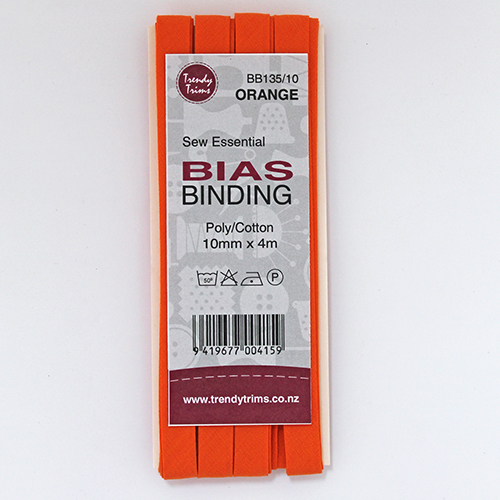 Trendy
Trims
BB135/10
ORANGE
Sew Essential
BIAS
BINDING
Poly/Cotton
10mm x 4m
50°
P
9 419677 004159
www.trendytrims.co.nz